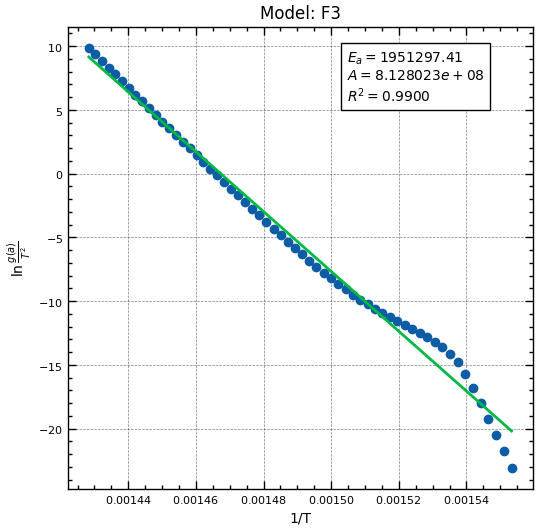 Model: F3
E_a = 1951297.41
A = 8.128023e + 08
R^2 = 0.9900
10
5
0
−5
−10
−15
−20
ln g(a)/T^2
0.00144 0.00146 0.00148 0.00150 0.00152 0.00154
1/T